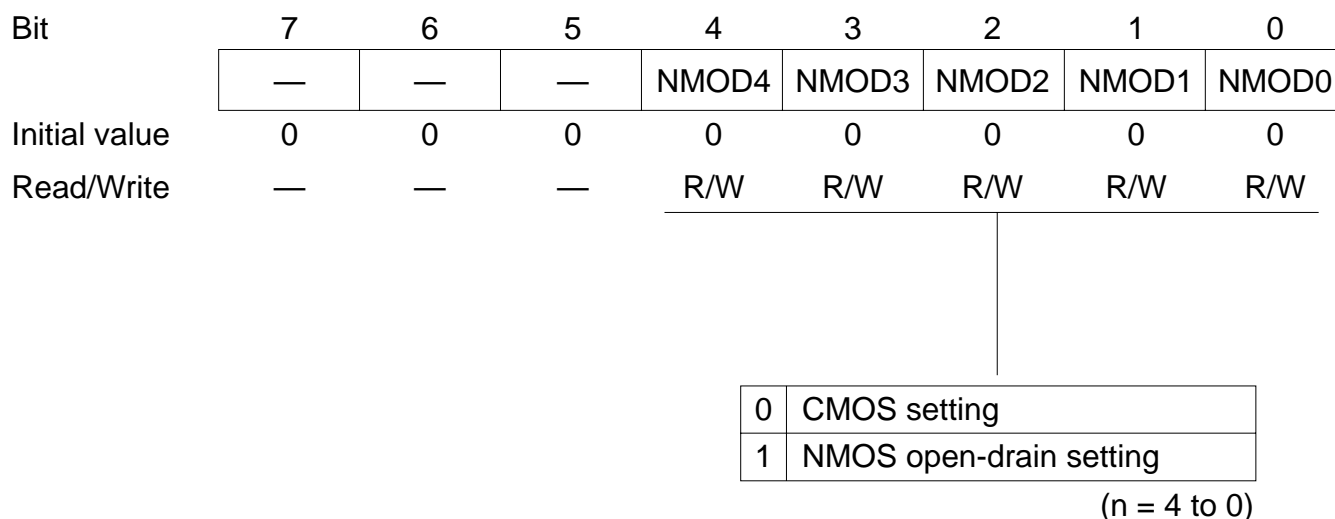 Bit 7 6 5 4 3 2 1 0
— — — NMOD4 NMOD3 NMOD2 NMOD1 NMOD0
Initial value 0 0 0 0 0 0 0 0
Read/Write — — — R/W R/W R/W R/W R/W
0 CMOS setting
1 NMOS open-drain setting
(n = 4 to 0)